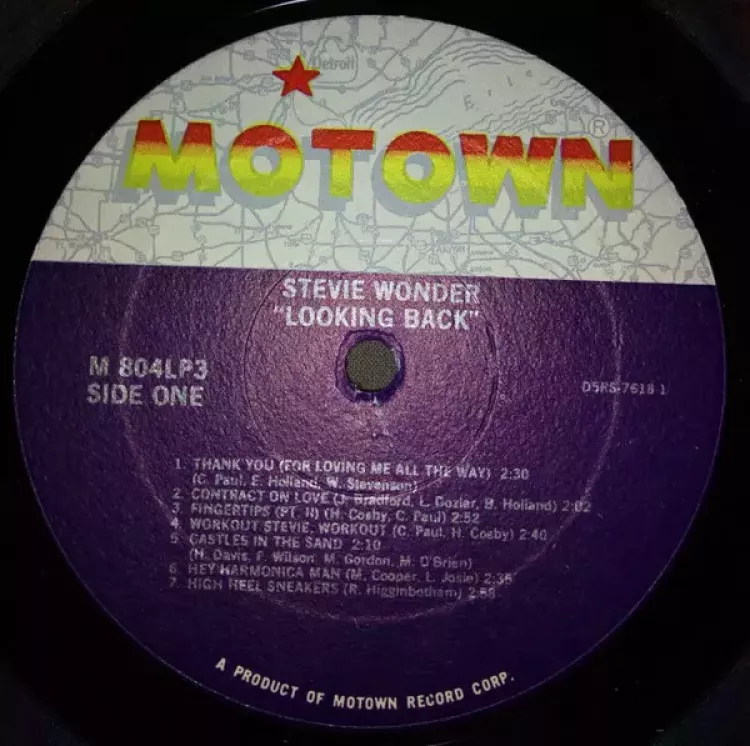 Detroit
Erie
MOTOWN®
STEVIE WONDER
"LOOKING BACK"
M 804LP3
SIDE ONE
D5RS-7618 1
1. THANK YOU (FOR LOVING ME ALL THE WAY) 2:30
(C. Paul, E. Holland, W. Stevenson)
2. CONTRACT ON LOVE (J. Bradford, L. Dozier, B. Holland) 2:02
3. FINGERTIPS (PT. II) (H. Cosby, C. Paul) 2:52
4. WORKOUT STEVIE, WORKOUT (C. Paul, H. Cosby) 2:40
5. CASTLES IN THE SAND 2:10
(H. Davis, F. Wilson, M. Gordon, M. O'Brien)
6. HEY HARMONICA MAN (M. Cooper, L. Josie) 2:35
7. HIGH HEEL SNEAKERS (R. Higginbotham) 2:58
A PRODUCT OF MOTOWN RECORD CORP.